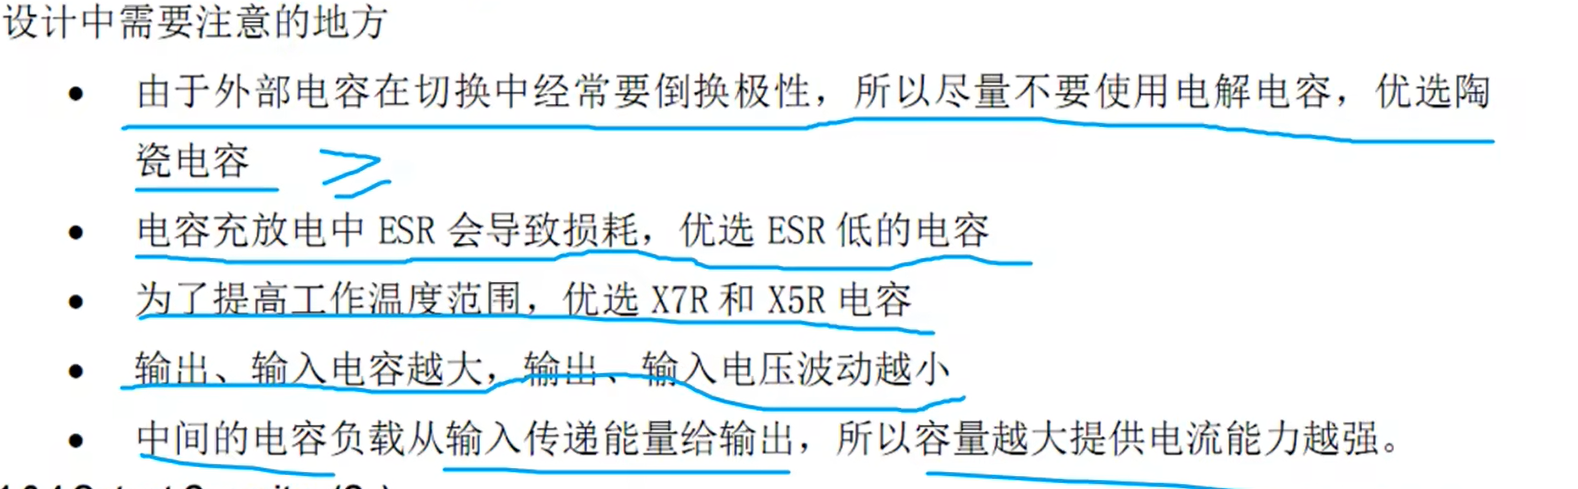 设计中需要注意的地方
● 由于外部电容在切换中经常要倒换极性，所以尽量不要使用电解电容，优选陶
瓷电容
● 电容充放电中 ESR 会导致损耗，优选 ESR 低的电容
● 为了提高工作温度范围，优选 X7R 和 X5R 电容
● 输出、输入电容越大，输出、输入电压波动越小
● 中间的电容负载从输入传递能量给输出，所以容量越大提供电流能力越强。